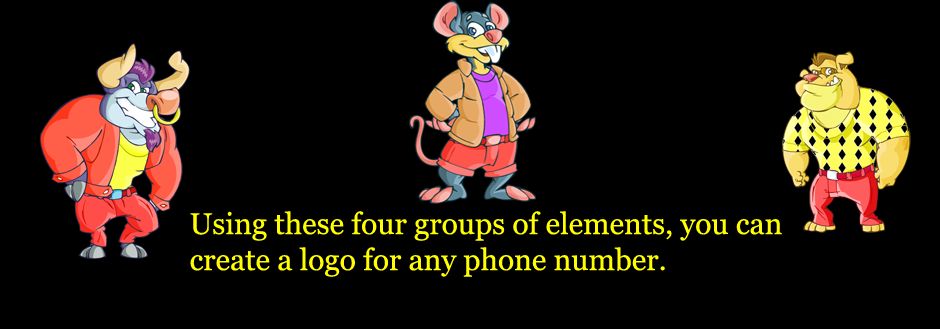 Using these four groups of elements, you can
create a logo for any phone number.